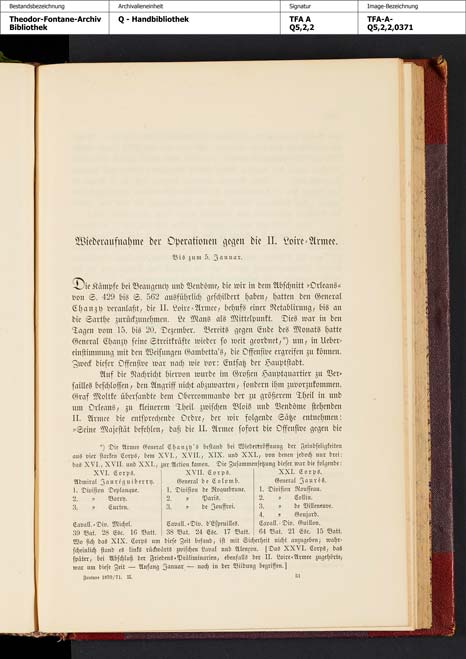 Bestandsbezeichnung
Archivalieneinheit
Signatur
Image-Bezeichnung
Theodor-Fontane-Archiv
Bibliothek
Q - Handbibliothek
TFA A
Q5,2,2
TFA-A-
Q5,2,2,0371
Wiederaufnahme der Operationen gegen die II. Loire-Armee.
Bis zum 5. Januar.
Die Kämpfe bei Beaugency und Vendôme, die wir in dem Abschnitt »Orleans«
von S. 429 bis S. 562 ausführlich geschildert haben, hatten den General
Chanzy veranlaßt, die II. Loire-Armee, behufs einer Retablirung, bis an
die Sarthe zurückzunehmen. Le Mans als Mittelpunkt. Dies war in den
Tagen vom 15. bis 20. Dezember. Bereits gegen Ende des Monats hatte
General Chanzy seine Streitkräfte wieder so weit geordnet,*) um, in Ueber-
einstimmung mit den Weisungen Gambetta's, die Offensive ergreifen zu können.
Zweck dieser Offensive war nach wie vor: Entsatz der Hauptstadt.
Auf die Nachricht hiervon wurde im Großen Hauptquartier zu Ver-
sailles beschlossen, den Angriff nicht abzuwarten, sondern ihm zuvorzukommen.
Graf Moltke übersandte dem Obercommando der zu größerem Theil in und
um Orleans, zu kleinerem Theil zwischen Blois und Vendôme stehenden
II. Armee die entsprechende Ordre, der wir folgende Sätze entnehmen:
»Seine Majestät befehlen, daß die II. Armee sofort die Offensive gegen die
*) Die Armee General Chanzy's bestand bei Wiedereröffnung der Feindseligkeiten
aus vier starken Corps, dem XVI., XVII., XIX. und XXI., von denen jedoch nur drei:
das XVI., XVII. und XXI., zur Action kamen. Die Zusammensetzung dieser war die folgende:
XVI. Corps.
Admiral Jauréguiberry.
1. Division Deplanque.
2. » Barry.
3. » Curten.
Cavall.-Div. Michel.
39 Bat. 28 Esc. 16 Batt.
XVII. Corps.
General de Colomb.
1. Division de Roquebrune.
2. » Paris.
3. » de Jouffroi.
Cavall.-Div. d'Espeuilles.
38 Bat. 24 Esc. 17 Batt.
XXI. Corps.
General Jaurès.
1. Division Rousseau.
2. » Collin.
3. » de Villeneuve.
4. » Goujard.
Cavall.-Div. Guillon.
64 Bat. 21 Esc. 15 Batt.
Wo sich das XIX. Corps um diese Zeit befand, ist mit Sicherheit nicht anzugeben; wahr-
scheinlich stand es links rückwärts zwischen Laval und Alençon. [Das XXVI. Corps, das
später, bei Abschluß der Friedens-Präliminarien, ebenfalls der II. Loire-Armee zugehörte,
war um diese Zeit — Anfang Januar — noch in der Bildung begriffen.]
Fontane 1870/71. II.
51